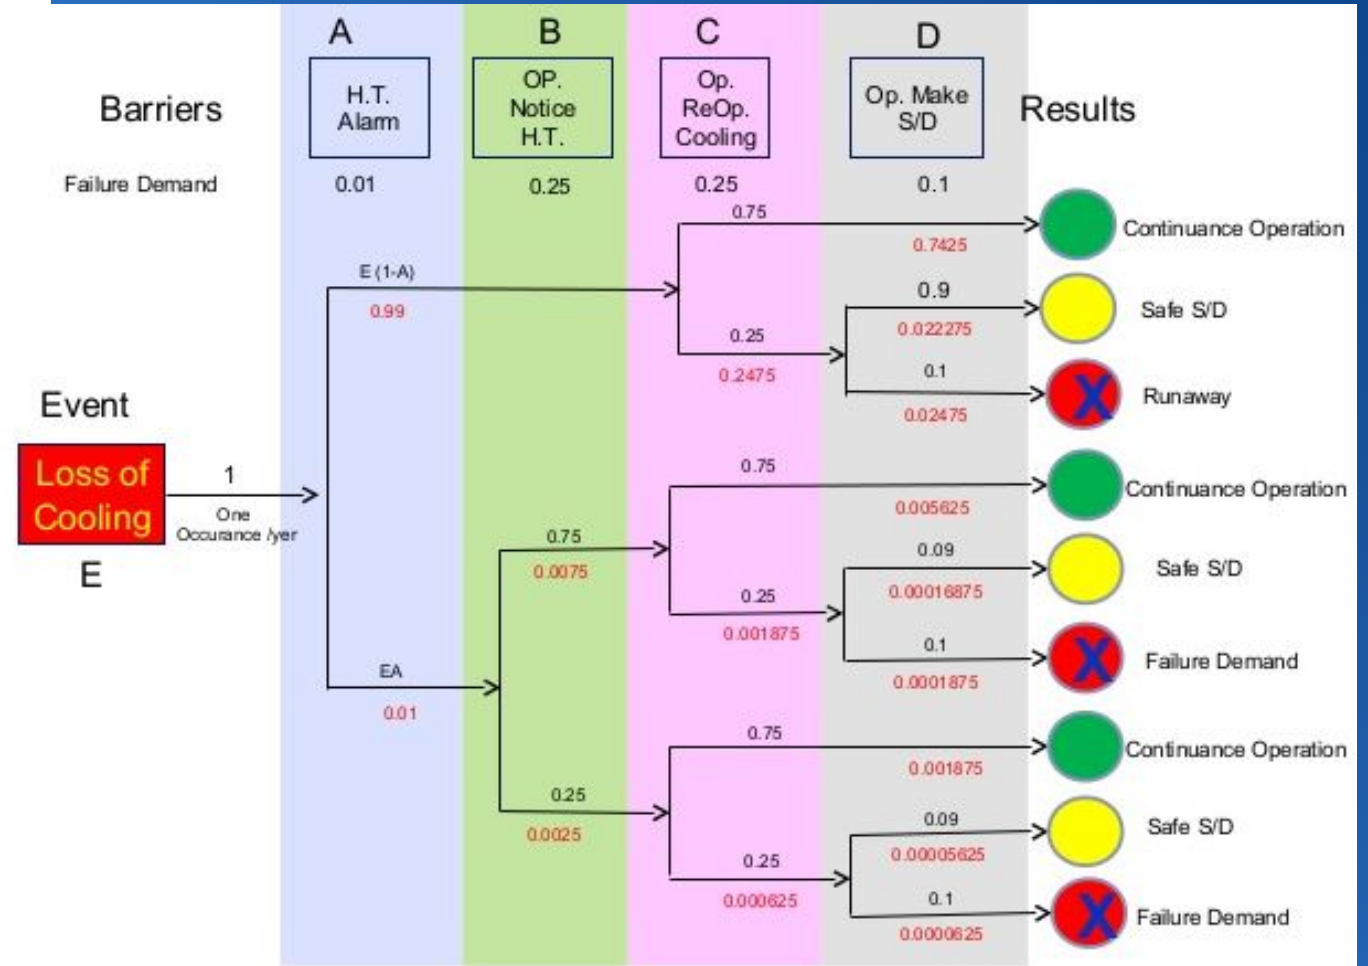 A
B
C
D
Barriers
H.T.
Alarm
OP.
Notice
H.T.
Op.
ReOp.
Cooling
Op. Make
S/D
Results
Failure Demand
0.01
0.25
0.25
0.1
0.75
0.7425
Continuance Operation
E (1-A)
0.99
0.9
0.022275
Safe S/D
0.25
0.2475
0.1
0.02475
X
Runaway
Event
Loss of
Cooling
E
1
One
Occurance /yer
0.75
0.005625
Continuance Operation
0.75
0.0075
0.09
0.00016875
Safe S/D
0.25
0.001875
0.1
0.0001875
X
Failure Demand
EA
0.01
0.75
0.001875
Continuance Operation
0.25
0.0025
0.09
0.00005625
Safe S/D
0.25
0.000625
0.1
0.0000625
X
Failure Demand